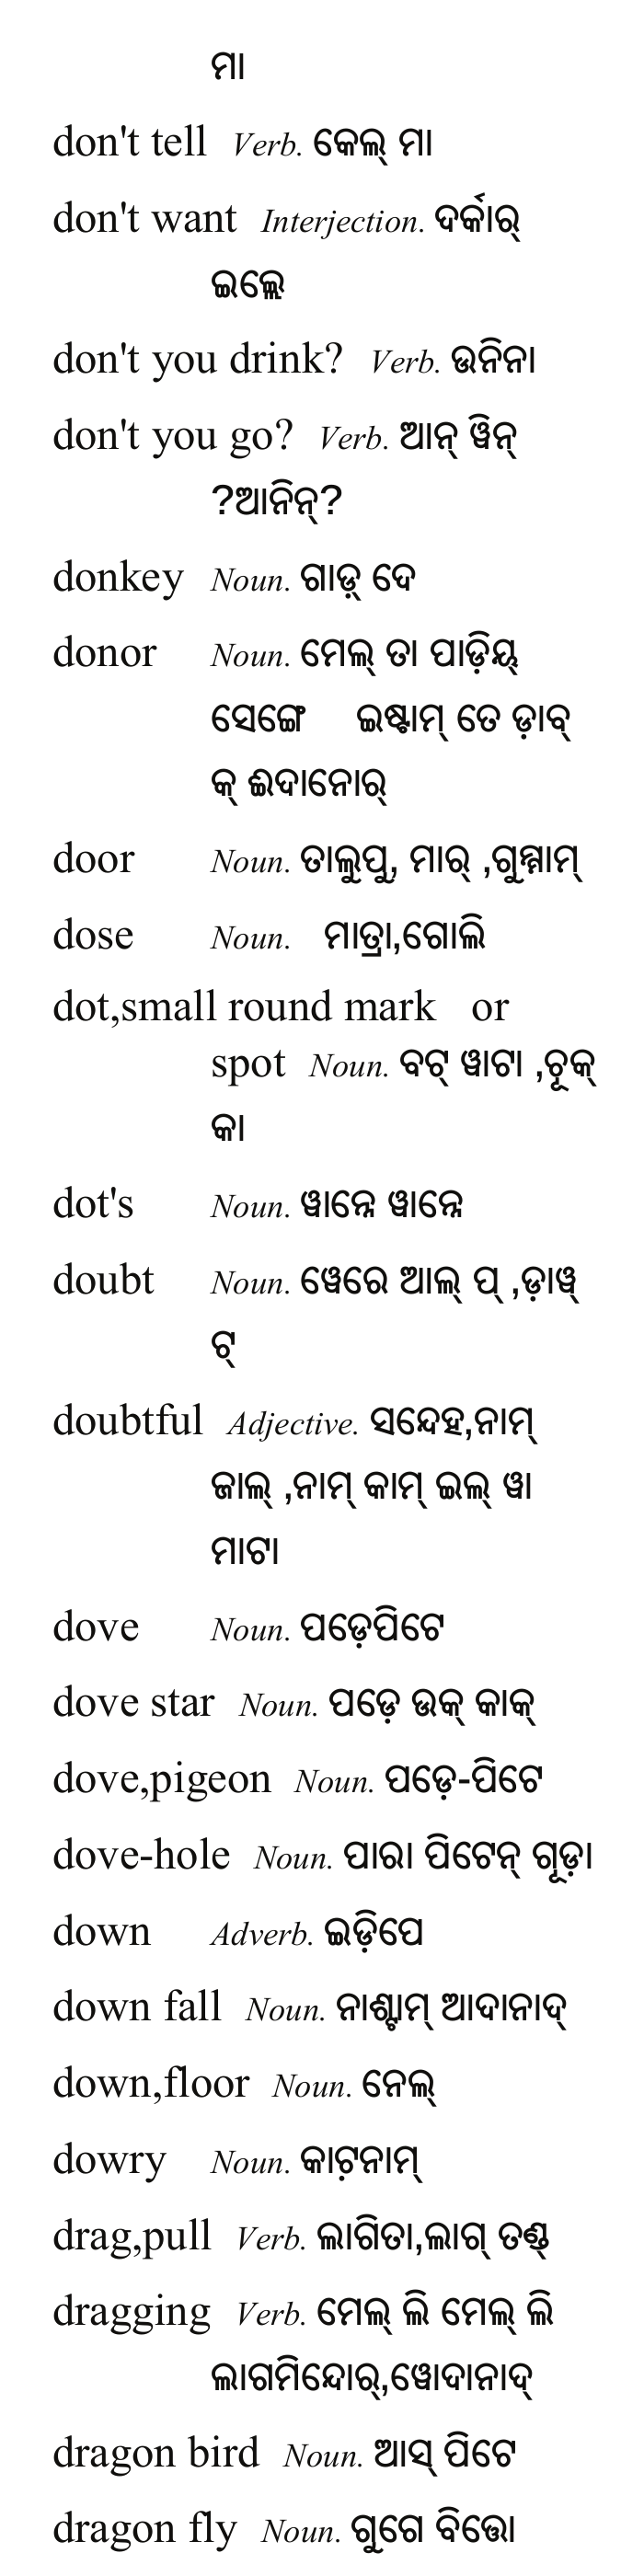 ମା
don't tell Verb. କେଲ୍ ମା
don't want Interjection. ଦର୍କାର୍
ଇଲ୍ଲେ
don't you drink? Verb. ଉନିନା
don't you go? Verb. ଆନ୍ ୱିନ୍
?ଆନିନ୍?
donkey Noun. ଗାଡ଼୍ ଦେ
donor Noun. ମେଲ୍ ତା ପାଡ଼ିୟ୍
ସେଙ୍ଗେ ଇଷ୍ଟାମ୍ ତେ ଡ଼ାବ୍
କ୍ ଈଦାନୋର୍
door Noun. ତାଲୁପୁ, ମାର୍ ,ଗୁମ୍ମାମ୍
dose Noun. ମାତ୍ରା,ଗୋଲି
dot,small round mark or
spot Noun. ବଟ୍ ୱାଟା ,ଚୂକ୍
କା
dot's Noun. ୱାନ୍ନେ ୱାନ୍ନେ
doubt Noun. ୱେରେ ଆଲ୍ ପ୍ ,ଡ଼ାୱ୍
ଟ୍
doubtful Adjective. ସନ୍ଦେହ,ନାମ୍
ଜାଲ୍ ,ନାମ୍ କାମ୍ ଇଲ୍ ୱା
ମାଟା
dove Noun. ପଡ଼େପିଟେ
dove star Noun. ପଡ଼େ ଉକ୍ କାକ୍
dove,pigeon Noun. ପଡ଼େ-ପିଟେ
dove-hole Noun. ପାରା ପିଟେନ୍ ଗୂଡ଼ା
down Adverb. ଇଡ଼ିପେ
down fall Noun. ନାଶ୍ଟାମ୍ ଆଦାନାଦ୍
down,floor Noun. ନେଲ୍
dowry Noun. କାଟ଼ନାମ୍
drag,pull Verb. ଲାଗିତା,ଲାଗ୍ ତଣ୍ଡ୍
dragging Verb. ମେଲ୍ ଲି ମେଲ୍ ଲି
ଲାଗମିନ୍ଦୋର୍,ୱୋଦାନାଦ୍
dragon bird Noun. ଆସ୍ ପିଟେ
dragon fly Noun. ଗୁଗେ ବିତ୍ତୋ